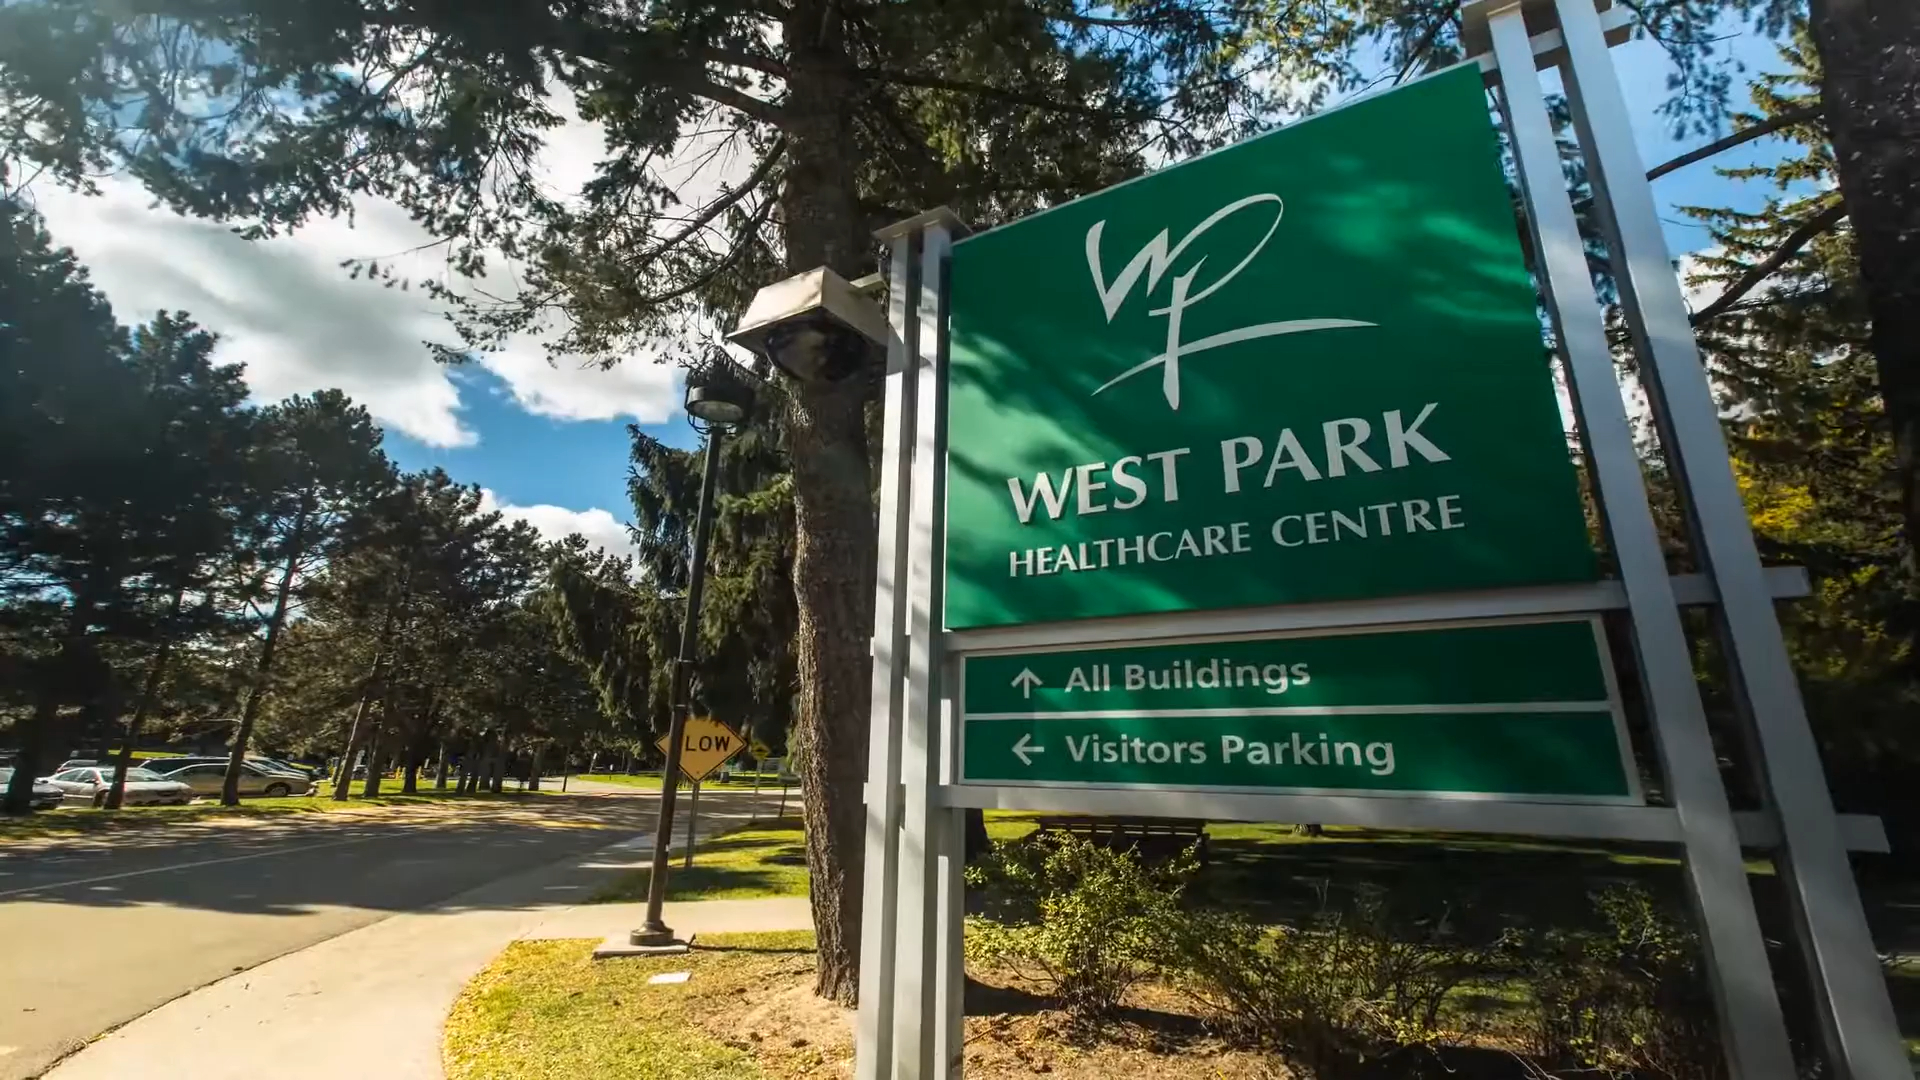 WP
WEST PARK
HEALTHCARE CENTRE
↑ All Buildings
← Visitors Parking
LOW